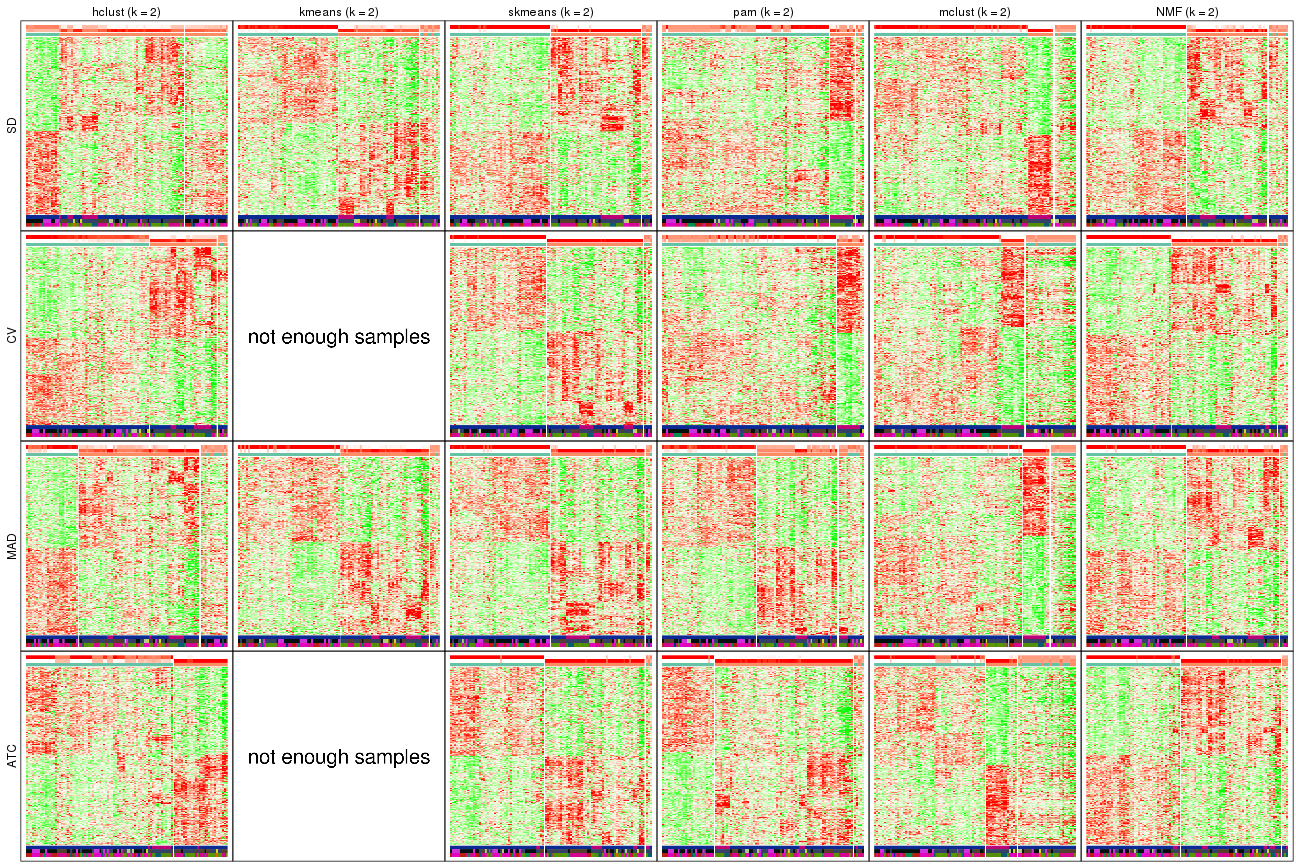 hclust (k = 2) kmeans (k = 2) skmeans (k = 2) pam (k = 2) mclust (k = 2) NMF (k = 2)
SD
CV
not enough samples
MAD
ATC
not enough samples